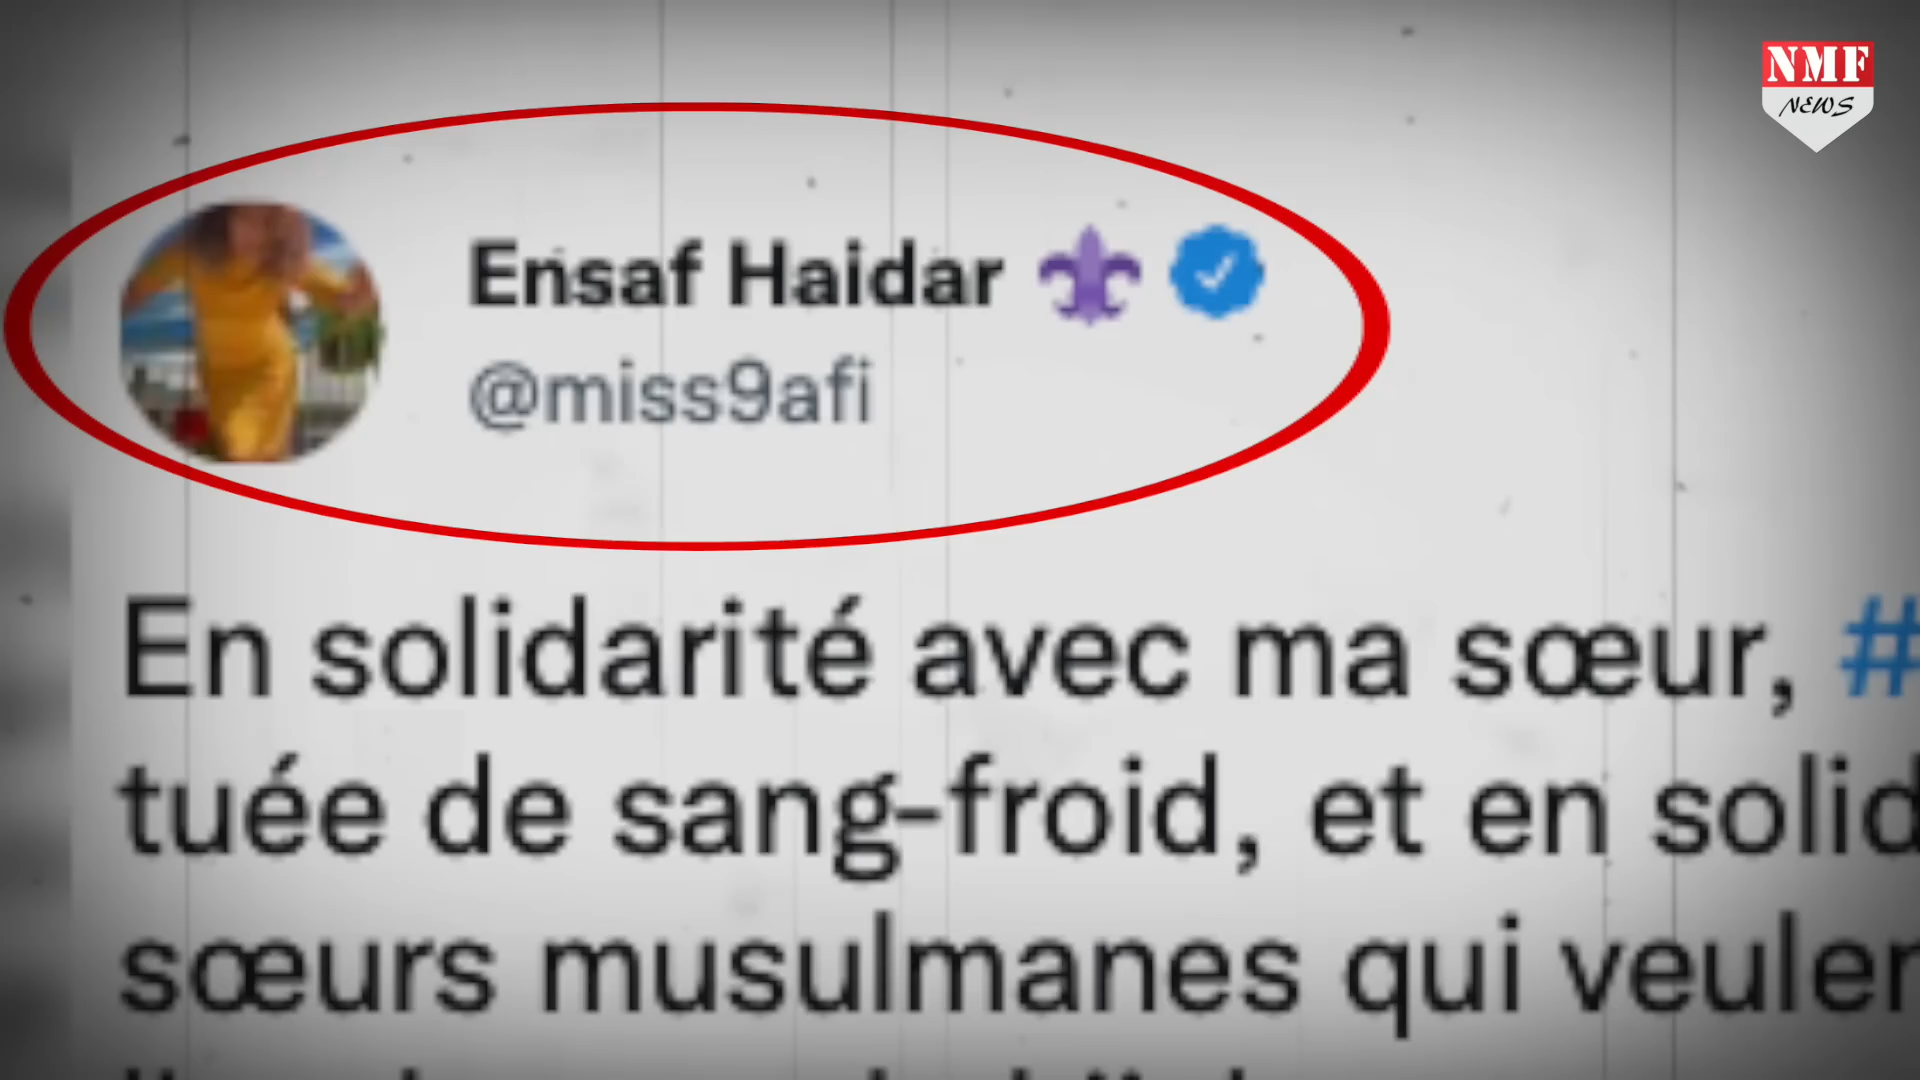 NMF
NEWS
Ensaf Haidar
@miss9afi
En solidarité avec ma sœur, #
tuée de sang-froid, et en solid
sœurs musulmanes qui veulen